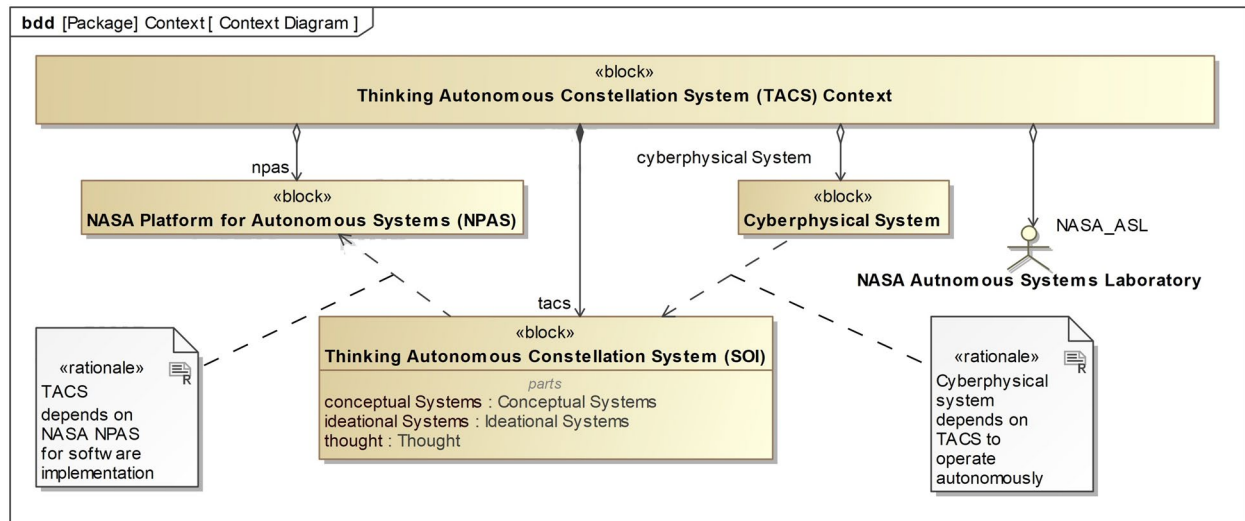 bdd [Package] Context [ Context Diagram ]
«block»
Thinking Autonomous Constellation System (TACS) Context
npas
cyberphysical System
«block»
NASA Platform for Autonomous Systems (NPAS)
«block»
Cyberphysical System
NASA_ASL
NASA Autnomous Systems Laboratory
tacs
«block»
Thinking Autonomous Constellation System (SOI)
parts
conceptual Systems : Conceptual Systems
ideational Systems : Ideational Systems
thought : Thought
«rationale»
R
TACS
depends on
NASA NPAS
for software
implementation
«rationale»
R
Cyberphysical
system
depends on
TACS to
operate
autonomously